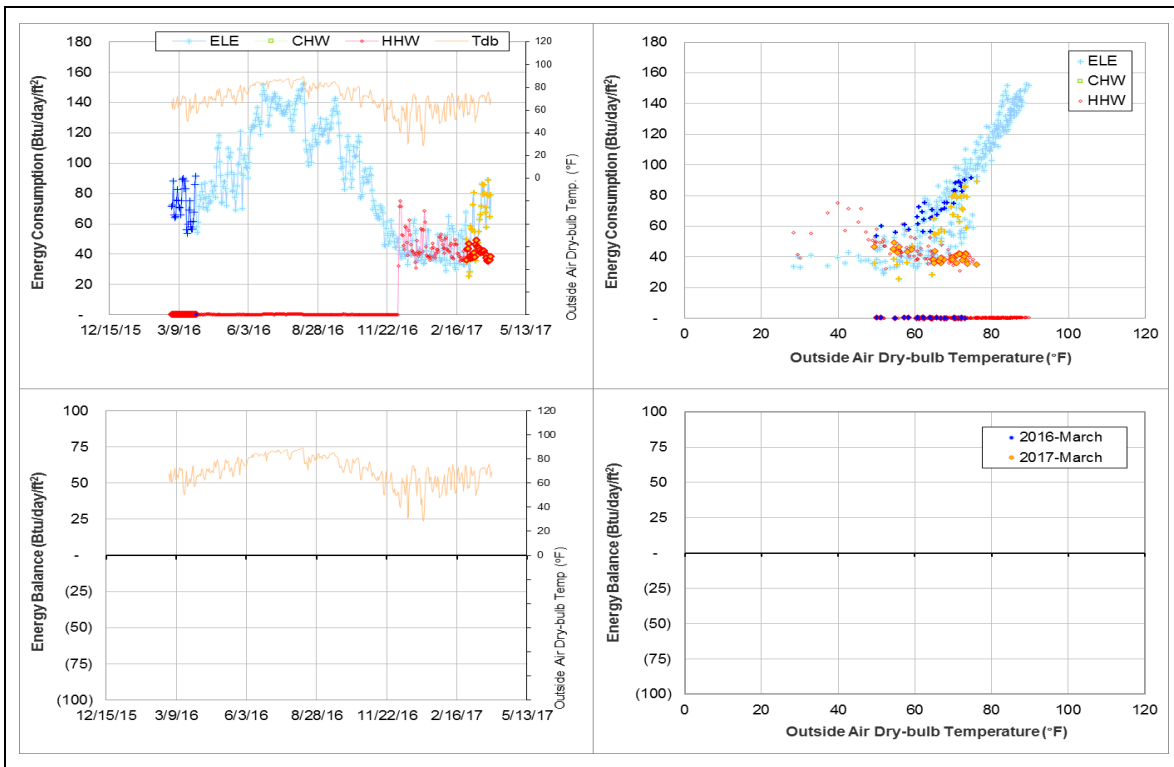 ELE CHW HHW Tdb
Energy Consumption (Btu/day/ft²)
180
160
140
120
100
80
60
40
20
-
120
100
80
60
40
20
0
Outside Air Dry-bulb Temp. (°F)
12/15/15 3/9/16 6/3/16 8/28/16 11/22/16 2/16/17 5/13/17
ELE
CHW
HHW
Energy Consumption (Btu/day/ft²)
180
160
140
120
100
80
60
40
20
-
0 20 40 60 80 100 120
Outside Air Dry-bulb Temperature (°F)
Energy Balance (Btu/day/ft²)
100
75
50
25
-
(25)
(50)
(75)
(100)
120
100
80
60
40
20
0
Outside Air Dry-bulb Temp (°F)
12/15/15 3/9/16 6/3/16 8/28/16 11/22/16 2/16/17 5/13/17
2016-March
2017-March
Energy Balance (Btu/day/ft²)
100
75
50
25
-
(25)
(50)
(75)
(100)
0 20 40 60 80 100 120
Outside Air Dry-bulb Temperature (°F)